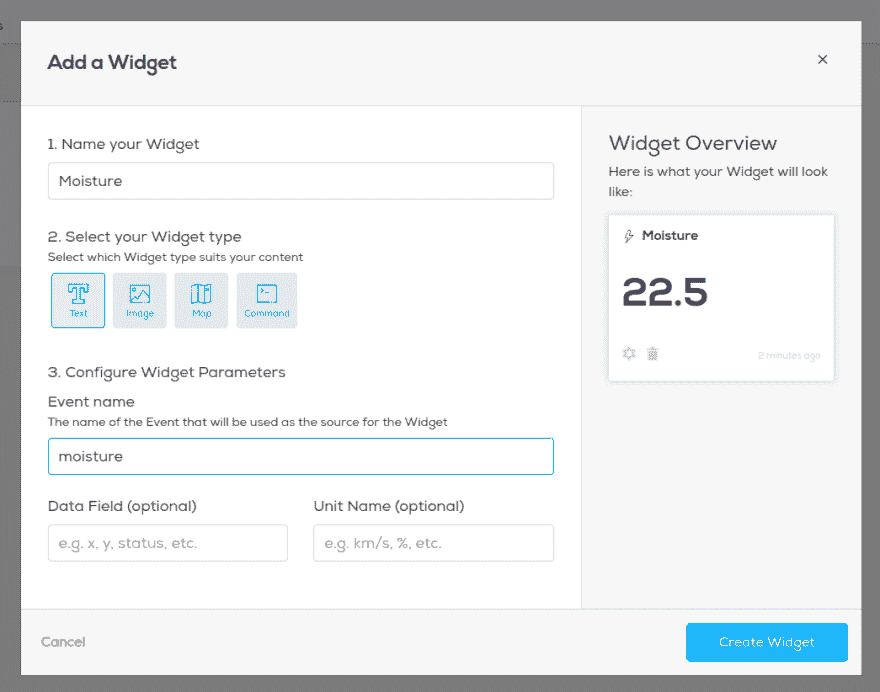 Add a Widget
×
1. Name your Widget
Moisture
2. Select your Widget type
Select which Widget type suits your content
Text Image Map Command
3. Configure Widget Parameters
Event name
The name of the Event that will be used as the source for the Widget
moisture
Data Field (optional) Unit Name (optional)
e.g. x, y, status, etc. e.g. km/s, %, etc.
Widget Overview
Here is what your Widget will look
like:
Moisture
22.5
2 minutes ago
Cancel
Create Widget